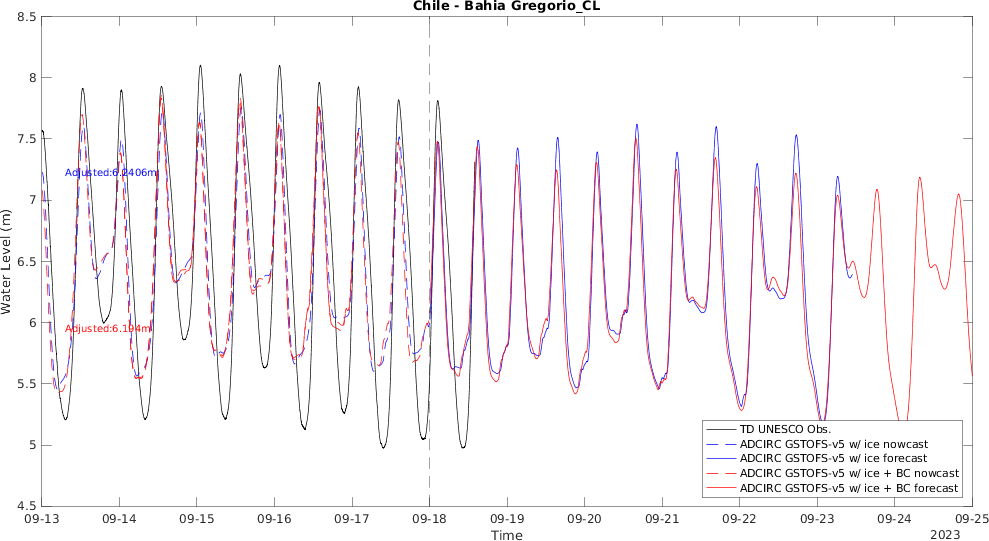 Chile - Bahia Gregorio_CL
8.5
8
7.5
7
6.5
6
5.5
5
4.5
Water Level (m)
Adjusted:6.2406m
Adjusted:6.194m
TD UNESCO Obs.
ADCIRC GSTOFS-v5 w/ ice nowcast
ADCIRC GSTOFS-v5 w/ ice forecast
ADCIRC GSTOFS-v5 w/ ice + BC nowcast
ADCIRC GSTOFS-v5 w/ ice + BC forecast
09-13 09-14 09-15 09-16 09-17 09-18 09-19 09-20 09-21 09-22 09-23 09-24 09-25
Time
2023